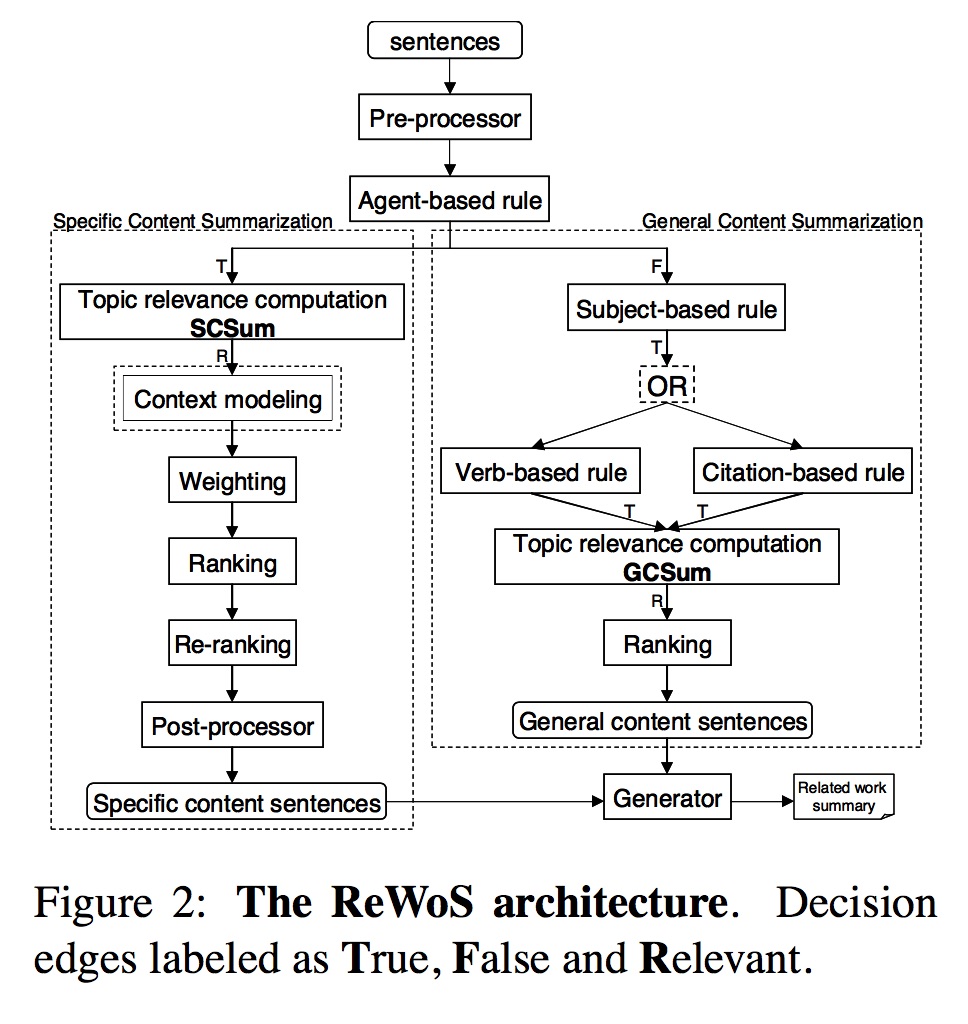 sentences
Pre-processor
Agent-based rule
Specific Content Summarization
General Content Summarization
T
F
Topic relevance computation
SCSum
R
Context modeling
Weighting
Ranking
Re-ranking
Post-processor
Specific content sentences
Subject-based rule
T
OR
Verb-based rule
Citation-based rule
T
T
Topic relevance computation
GCSum
R
Ranking
General content sentences
Generator
Related work
summary
Figure 2: The ReWoS architecture. Decision
edges labeled as True, False and Relevant.